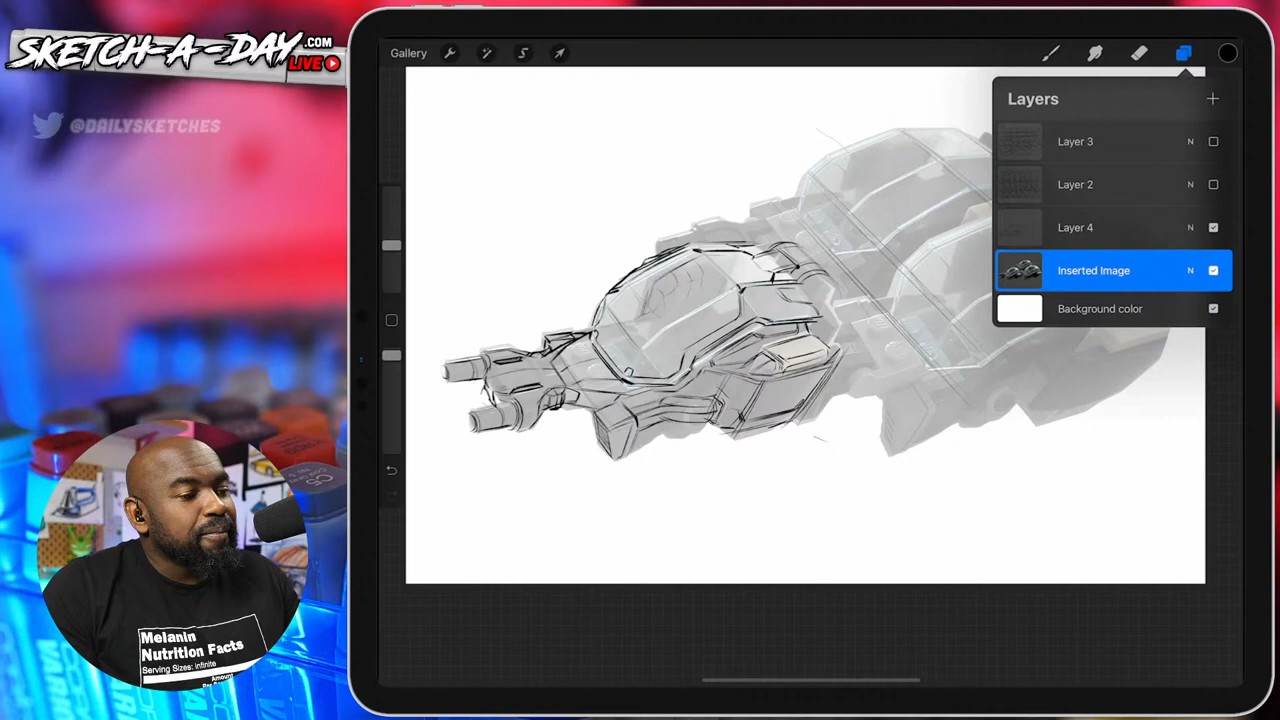 SKETCH-A-DAY.COM
LIVE
@DAILYSKETCHES
Gallery
Layers
Layer 3
N
Layer 2
N
Layer 4
N
Inserted Image
N
Background color
C5
Melanin
Nutrition Facts
Serving Sizes: infinite
Amount